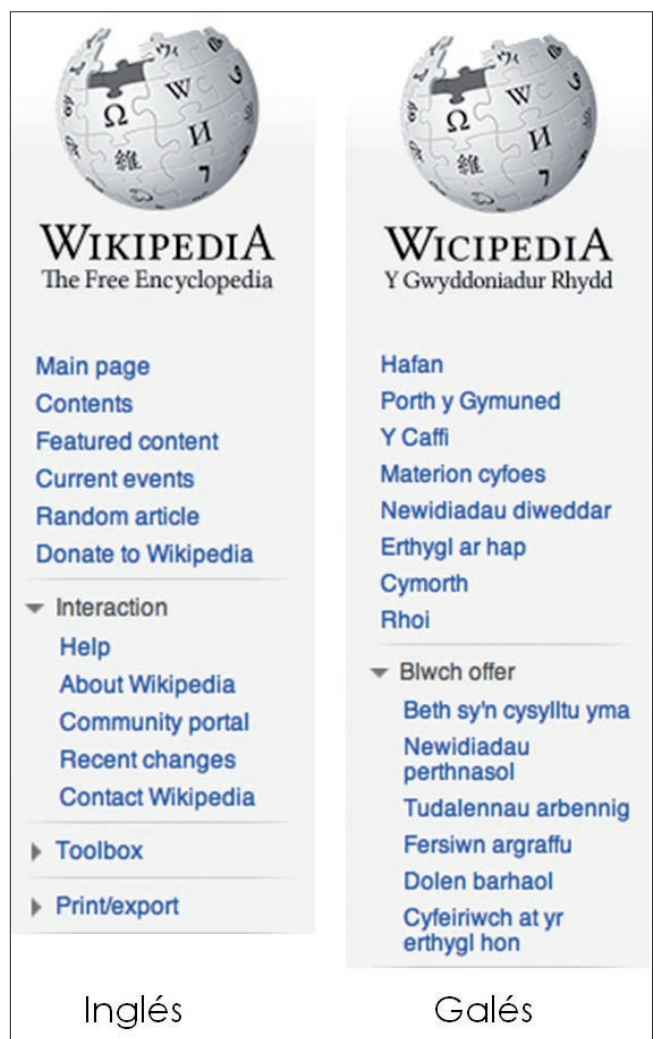 WIKIPEDIA
The Free Encyclopedia
Main page
Contents
Featured content
Current events
Random article
Donate to Wikipedia
Interaction
Help
About Wikipedia
Community portal
Recent changes
Contact Wikipedia
Toolbox
Print/export
Inglés
WICIPEDIA
Y Gwyddoniadur Rhydd
Hafan
Porth y Gymuned
Y Caffi
Materion cyfoes
Newidiadau diweddar
Erthygl ar hap
Cymorth
Rhoi
Blwch offer
Beth sy'n cysylltu yma
Newidiadau
perthnasol
Tudalennau arbennig
Fersiwn argraffu
Dolen barhaol
Cyfeiriwch at yr
erthygl hon
Galés